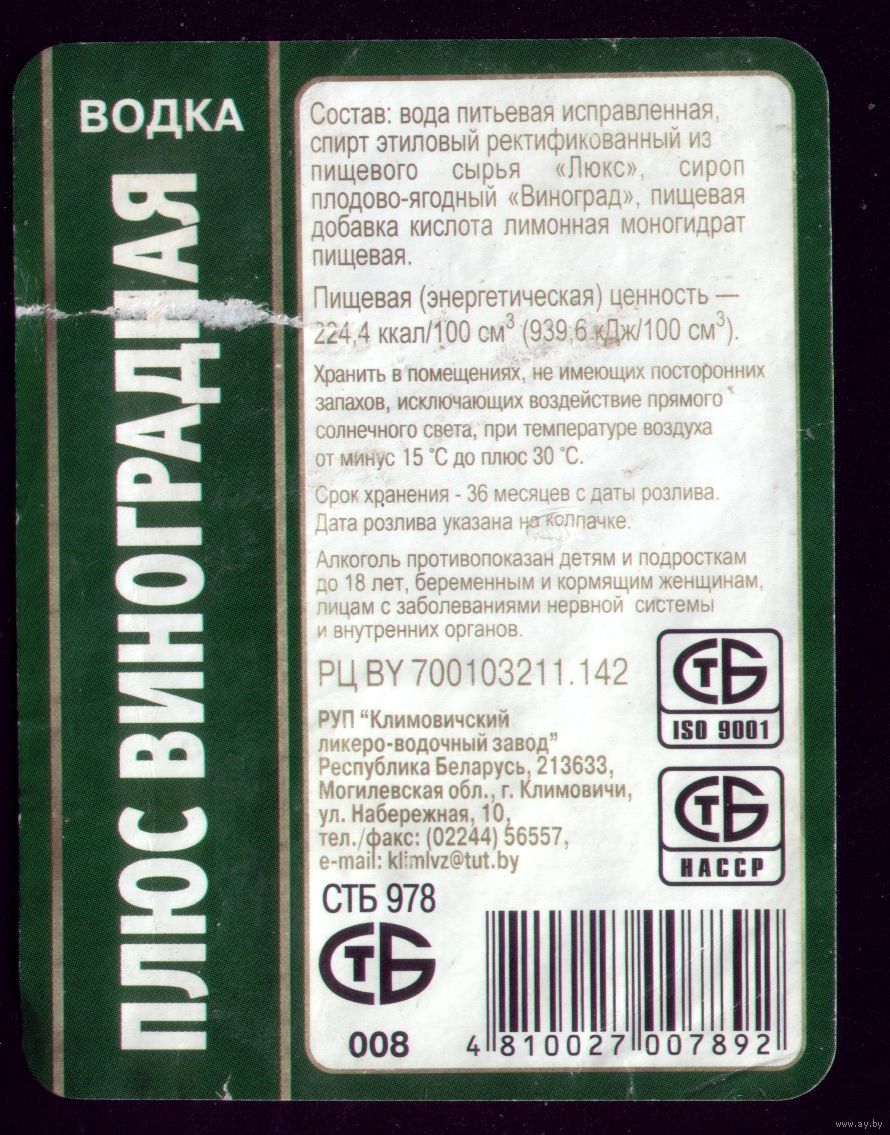 ВОДКА
ПЛЮС ВИНОГРАДНАЯ
Состав: вода питьевая исправленная,
спирт этиловый ректификованный из
пищевого сырья «Люкс», сироп
плодово-ягодный «Виноград», пищевая
добавка кислота лимонная моногидрат
пищевая.
Пищевая (энергетическая) ценность —
224,4 ккал/100 см³ (939,6 кДж/100 см³).
Хранить в помещениях, не имеющих посторонних
запахов, исключающих воздействие прямого
солнечного света, при температуре воздуха
от минус 15 °С до плюс 30 °С.
Срок хранения - 36 месяцев с даты розлива.
Дата розлива указана на колпачке.
Алкоголь противопоказан детям и подросткам
до 18 лет, беременным и кормящим женщинам,
лицам с заболеваниями нервной системы
и внутренних органов.
РЦ BY 700103211.142
РУП “Климовичский
ликеро-водочный завод”
Республика Беларусь, 213633,
Могилевская обл., г. Климовичи,
ул. Набережная, 10,
тел./факс: (02244) 56557,
e-mail: klimlvz@tut.by
СТБ
ISO 9001
СТБ
HACCP
СТБ 978
СТБ
008
4 810027 007892
www.ay.by